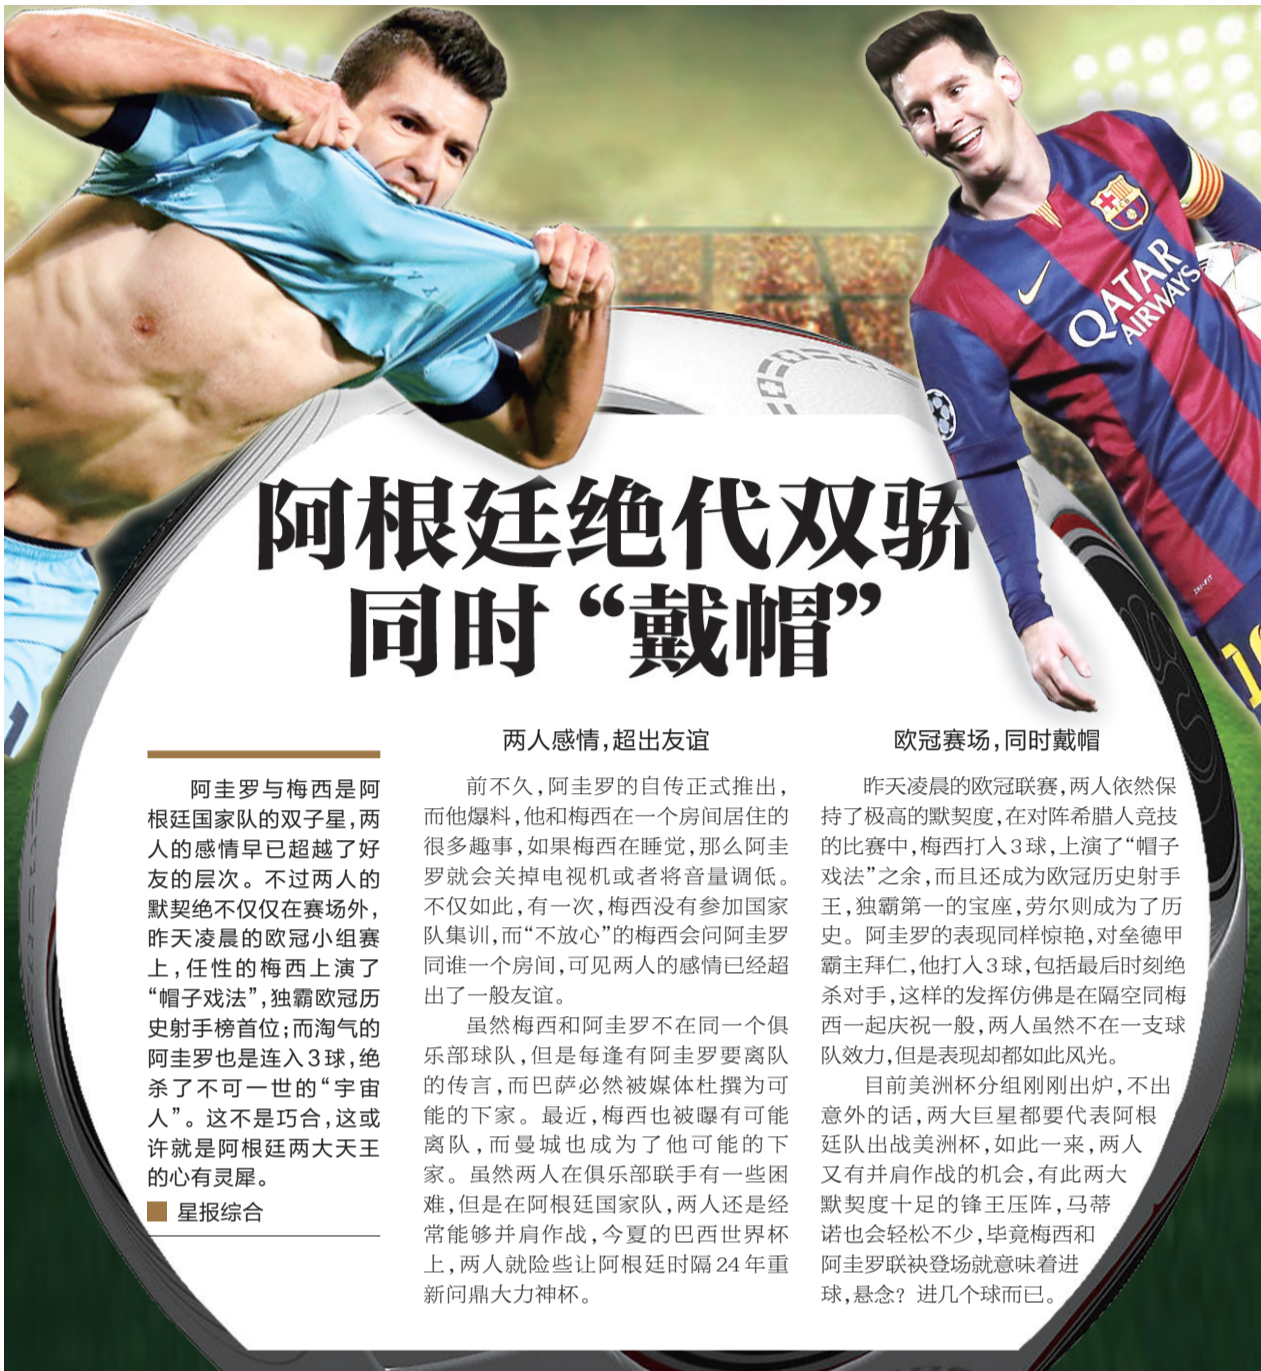 QATAR
AIRWAYS
FCB
10
阿根廷绝代双骄
同时“戴帽”
阿圭罗与梅西是阿
根廷国家队的双子星,两
人的感情早已超越了好
友的层次。不过两人的
默契绝不仅仅在赛场外,
昨天凌晨的欧冠小组赛
上,任性的梅西上演了
“帽子戏法”,独霸欧冠历
史射手榜首位;而淘气的
阿圭罗也是连入3球,绝
杀了不可一世的“宇宙
人”。这不是巧合,这或
许就是阿根廷两大天王
的心有灵犀。
星报综合
两人感情,超出友谊
前不久,阿圭罗的自传正式推出,
而他爆料,他和梅西在一个房间居住的
很多趣事,如果梅西在睡觉,那么阿圭
罗就会关掉电视机或者将音量调低。
不仅如此,有一次,梅西没有参加国家
队集训,而“不放心”的梅西会问阿圭罗
同谁一个房间,可见两人的感情已经超
出了一般友谊。
虽然梅西和阿圭罗不在同一个俱
乐部球队,但是每逢有阿圭罗要离队
的传言,而巴萨必然被媒体杜撰为可
能的下家。最近,梅西也被曝有可能
离队,而曼城也成为了他可能的下
家。虽然两人在俱乐部联手有一些困
难,但是在阿根廷国家队,两人还是经
常能够并肩作战,今夏的巴西世界杯
上,两人就险些让阿根廷时隔24年重
新问鼎大力神杯。
欧冠赛场,同时戴帽
昨天凌晨的欧冠联赛,两人依然保
持了极高的默契度,在对阵希腊人竞技
的比赛中,梅西打入3球,上演了“帽子
戏法”之余,而且还成为欧冠历史射手
王,独霸第一的宝座,劳尔则成为了历
史。阿圭罗的表现同样惊艳,对垒德甲
霸主拜仁,他打入3球,包括最后时刻绝
杀对手,这样的发挥仿佛是在隔空同梅
西一起庆祝一般,两人虽然不在一支球
队效力,但是表现却都如此风光。
目前美洲杯分组刚刚出炉,不出
意外的话,两大巨星都要代表阿根
廷队出战美洲杯,如此一来,两人
又有并肩作战的机会,有此两大
默契度十足的锋王压阵,马蒂
诺也会轻松不少,毕竟梅西和
阿圭罗联袂登场就意味着进
球,悬念?进几个球而已。